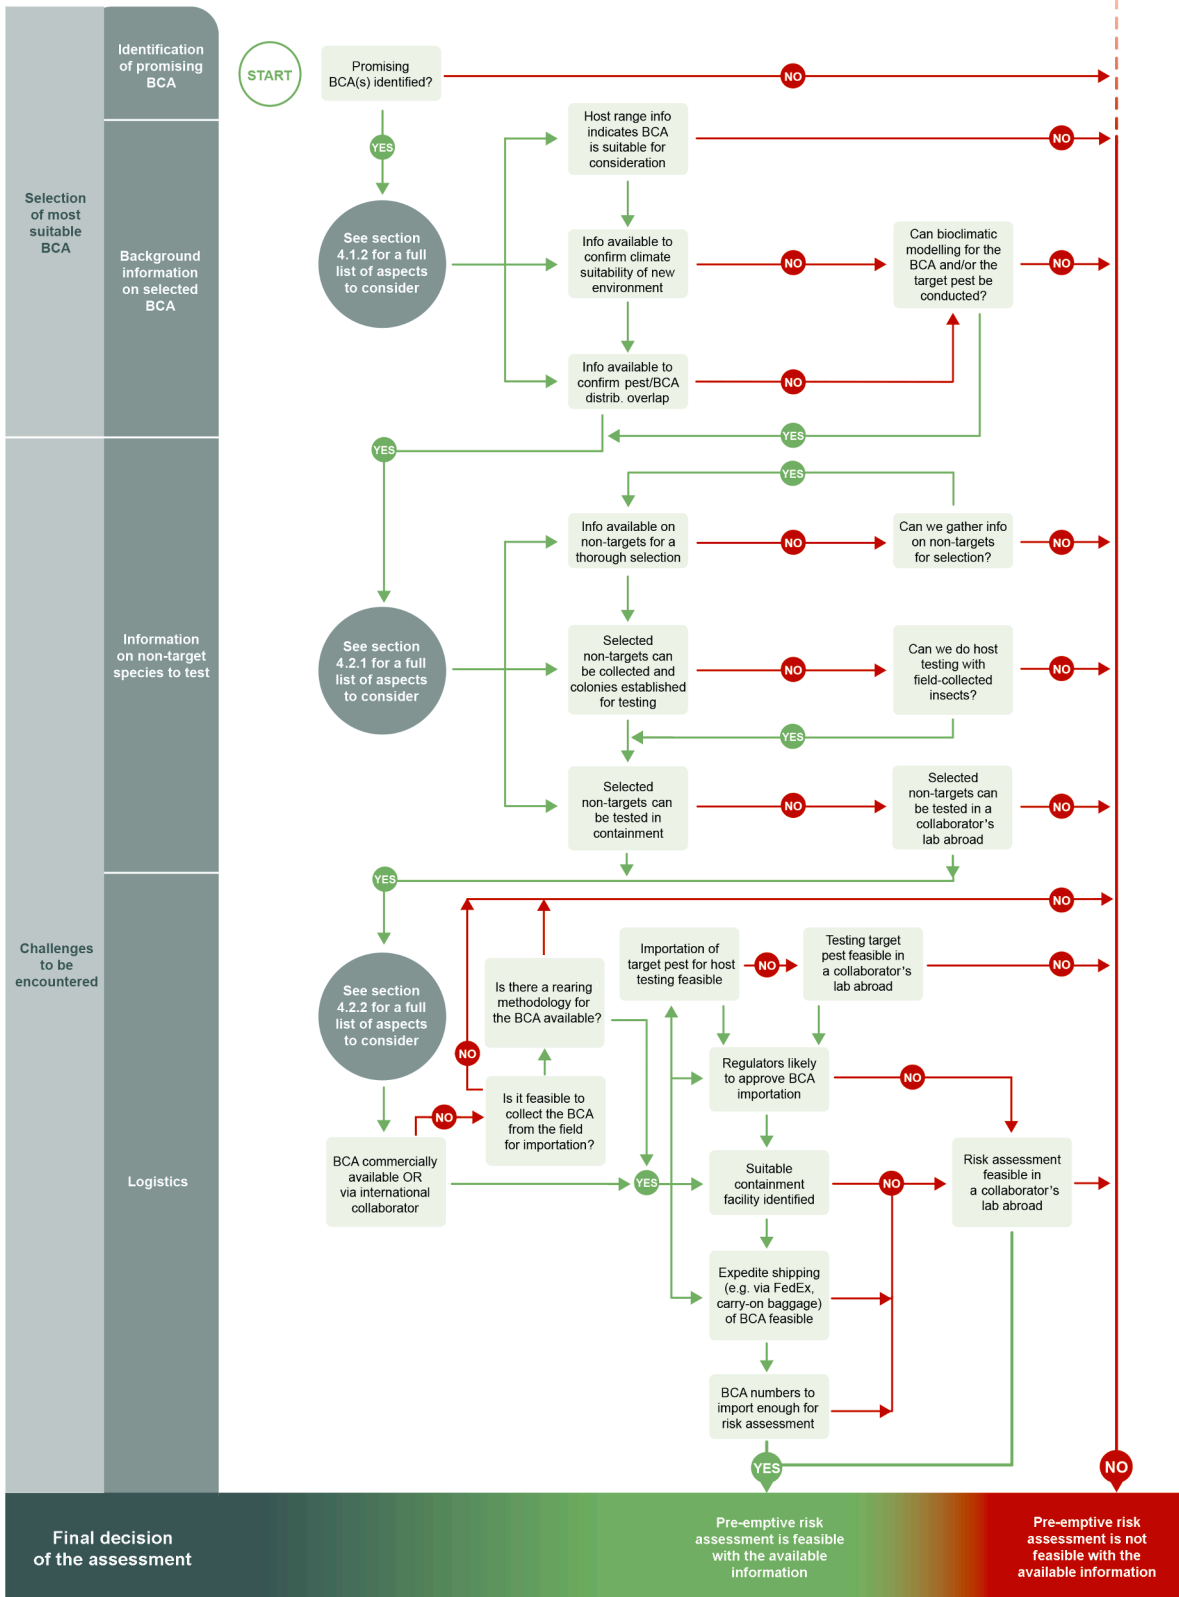 Identification
of promising
BCA
START
Promising
BCA(s) identified?
NO
YES
Selection
of most
suitable
BCA
Background
information
on selected
BCA
See section
4.1.2 for a full
list of aspects
to consider
Host range info
indicates BCA
is suitable for
consideration
NO
Info available to
confirm climate
suitability of new
environment
NO
Can bioclimatic
modelling for the
BCA and/or the
target pest be
conducted?
NO
Info available to
confirm pest/BCA
distrib. overlap
NO
YES
YES
Challenges
to be
encountered
Information
on non-target
species to test
YES
Info available on
non-targets for a
thorough selection
NO
Can we gather info
on non-targets
for selection?
NO
See section
4.2.1 for a full
list of aspects
to consider
Selected
non-targets can
be collected and
colonies established
for testing
NO
Can we do host
testing with
field-collected
insects?
NO
YES
Selected
non-targets can
be tested in
containment
NO
Selected
non-targets can
be tested in a
collaborator's
lab abroad
NO
YES
Logistics
NO
See section
4.2.2 for a full
list of aspects
to consider
Is there a rearing
methodology for
the BCA available?
Importation of
target pest for host
testing feasible
NO
Testing target
pest feasible in
a collaborator's
lab abroad
NO
NO
Is it feasible to
collect the BCA
from the field
for importation?
NO
Regulators likely
to approve BCA
importation
NO
BCA commercially
available OR
via international
collaborator
YES
Suitable
containment
facility identified
NO
Risk assessment
feasible in
a collaborator's
lab abroad
Expedite shipping
(e.g. via FedEx,
carry-on baggage)
of BCA feasible
BCA numbers to
import enough for
risk assessment
YES
NO
Final decision
of the assessment
Pre-emptive risk
assessment is feasible
with the available
information
Pre-emptive risk
assessment is not
feasible with the
available information